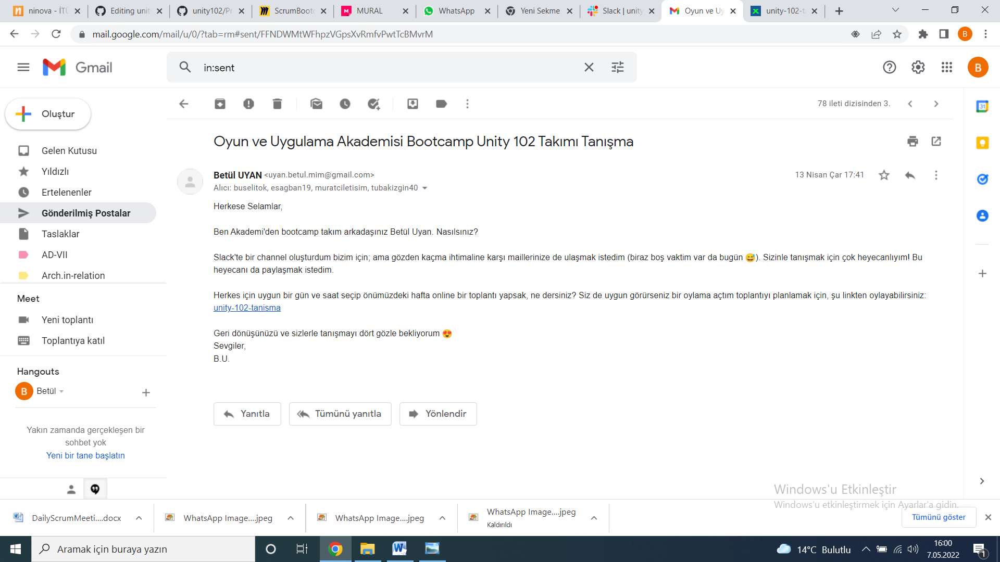 ninova - İTÜ
Editing unit
unity102/Pr
ScrumBootc
MURAL
WhatsApp
Yeni Sekme
Slack | unity
Oyun ve Uy
unity-102-t
mail.google.com/mail/u/0/?tab=rm#sent/FFNDWMtWFhpzVGpsXvRmfvPwtTcBMvrM
B
Gmail
in:sent
B
Oluştur
78 ileti dizisinden 3.
31
Gelen Kutusu
Yıldızlı
Ertelenenler
Gönderilmiş Postalar
Taslaklar
AD-VII
Arch.in-relation
Meet
Yeni toplantı
Toplantıya katıl
Hangouts
B Betül
Yakın zamanda gerçekleşen bir
sohbet yok
Yeni bir tane başlatın
Oyun ve Uygulama Akademisi Bootcamp Unity 102 Takımı Tanışma
Betül UYAN <uyan.betul.mim@gmail.com>
13 Nisan Çar 17:41
Alıcı: buselitok, esagban19, muratciletisim, tubakizgin40
Herkese Selamlar,
Ben Akademi'den bootcamp takım arkadaşınız Betül Uyan. Nasılsınız?
Slack'te bir channel oluşturdum bizim için; ama gözden kaçma ihtimaline karşı maillerinize de ulaşmak istedim (biraz boş vaktim var da bugün 😅). Sizinle tanışmak için çok heyecanlıyım! Bu
heyecanı da paylaşmak istedim.
Herkes için uygun bir gün ve saat seçip önümüzdeki hafta online bir toplantı yapsak, ne dersiniz? Siz de uygun görürseniz bir oylama açtım toplantıyı planlamak için, şu linkten oylayabilirsiniz:
unity-102-tanisma
Geri dönüşünüzü ve sizlerle tanışmayı dört gözle bekliyorum 😍
Sevgiler,
B.U.
Yanıtla
Tümünü yanıtla
Yönlendir
Windows'u Etkinleştir
Windows'u etkinleştirmek için Ayarlar'a gidin.
DailyScrumMeeti....docx
WhatsApp Image....jpeg
WhatsApp Image....jpeg
WhatsApp Image....jpeg
Kaldırıldı
Tümünü göster
Aramak için buraya yazın
14°C Bulutlu
16:00
7.05.2022
1